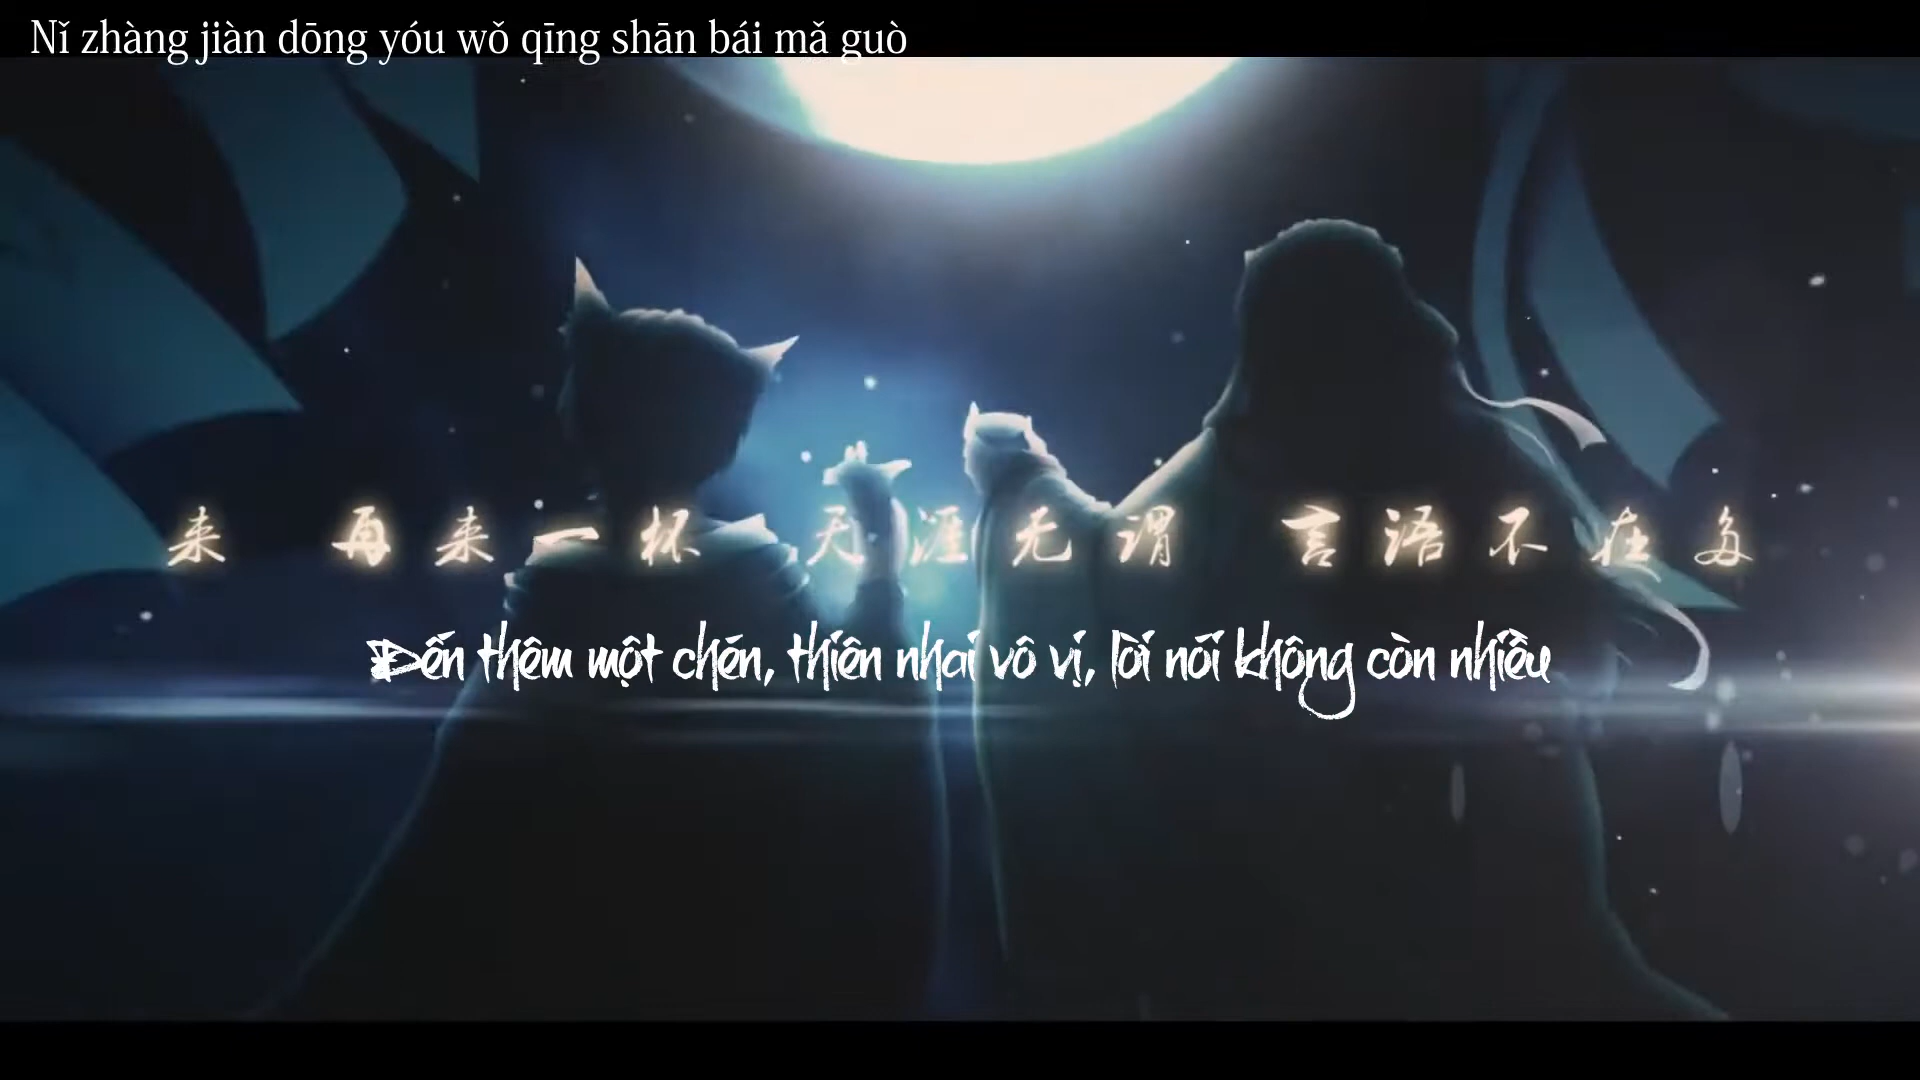 Nǐ zhàng jiàn dōng yóu wǒ qīng shān bái mǎ guò
来 再来一杯 天涯无谓 言语不在多
Đến thêm một chén, thiên nhai vô vị, lời nói không còn nhiều